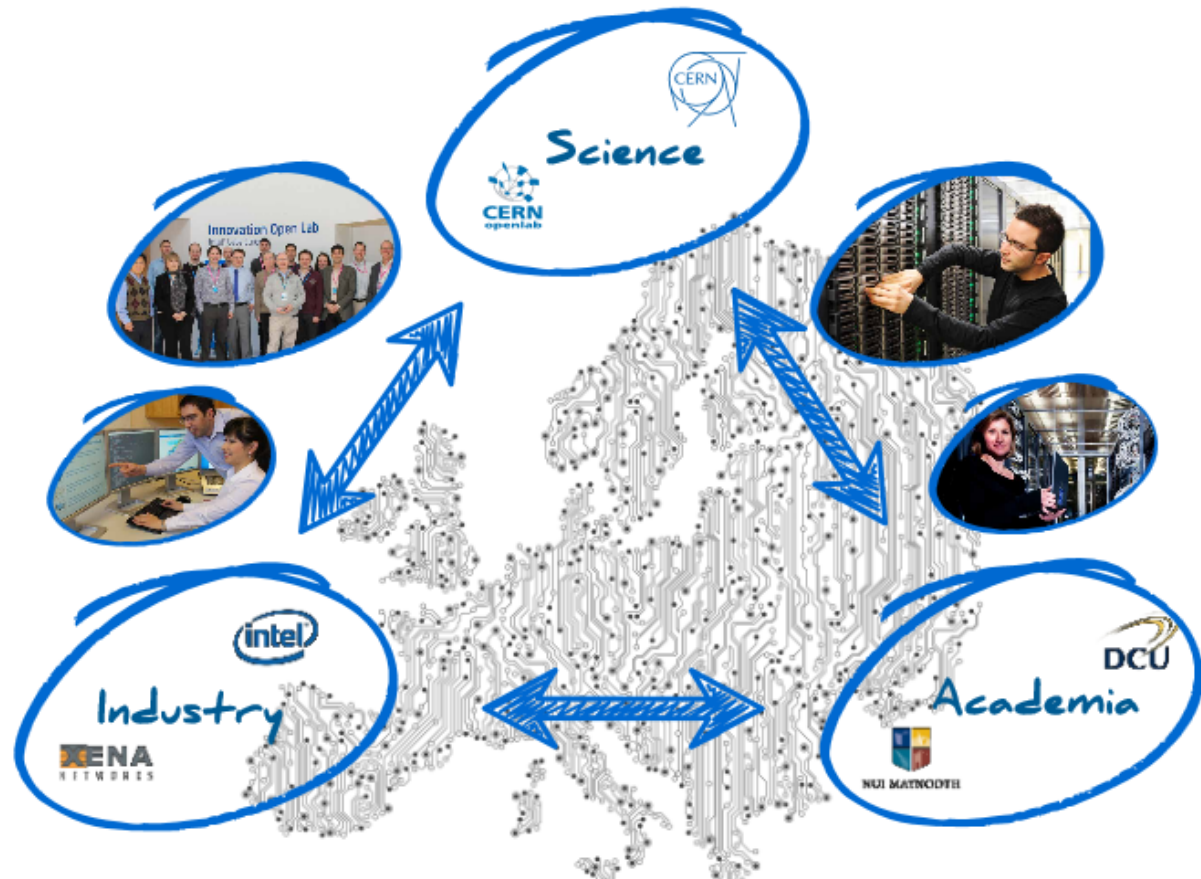 CERN
Science
CERN
openlab
Innovation Open Lab
intel
Industry
XENA
NETWORKS
DCU
Academia
NUI MAYNOOTH